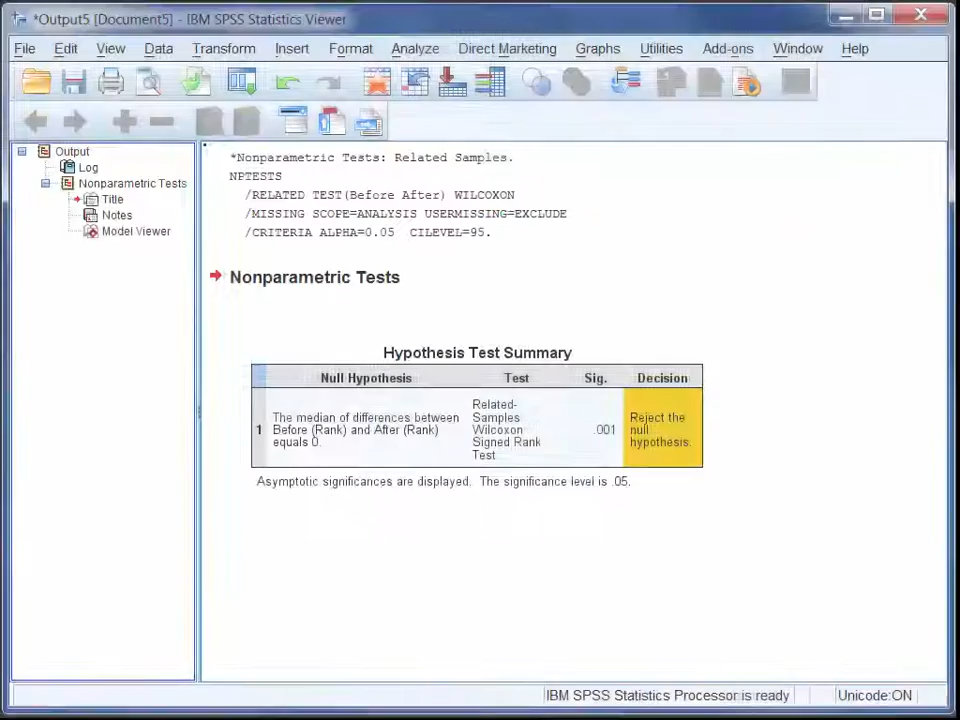 *Output5 [Document5] - IBM SPSS Statistics Viewer
File Edit View Data Transform Insert Format Analyze Direct Marketing Graphs Utilities Add-ons Window Help
Output
Log
Nonparametric Tests
Title
Notes
Model Viewer
*Nonparametric Tests: Related Samples.
NPTESTS
/RELATED TEST(Before After) WILCOXON
/MISSING SCOPE=ANALYSIS USERMISSING=EXCLUDE
/CRITERIA ALPHA=0.05 CILEVEL=95.
Nonparametric Tests
Hypothesis Test Summary
Null Hypothesis Test Sig. Decision
1
The median of differences between
Before (Rank) and After (Rank)
equals 0.
Related-
Samples
Wilcoxon
Signed Rank
Test
.001
Reject the
null
hypothesis.
Asymptotic significances are displayed. The significance level is .05.
IBM SPSS Statistics Processor is ready Unicode:ON